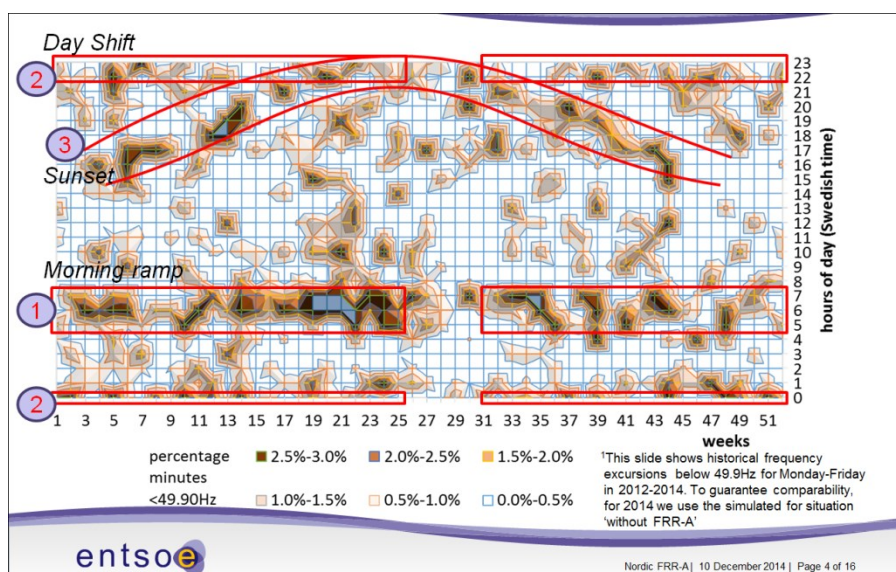 Day Shift
2
3
Sunset
Morning ramp
1
2
23
22
21
20
19
18
17
16
15
14
13
12
11
10
9
8
7
6
5
4
3
2
1
0
hours of day (Swedish time)
1 3 5 7 9 11 13 15 17 19 21 23 25 27 29 31 33 35 37 39 41 43 45 47 49 51
weeks
percentage
minutes
<49.90Hz
2.5%-3.0% 2.0%-2.5% 1.5%-2.0%
1.0%-1.5% 0.5%-1.0% 0.0%-0.5%
1This slide shows historical frequency
excursions below 49.9Hz for Monday-Friday
in 2012-2014. To guarantee comparability,
for 2014 we use the simulated for situation
'without FRR-A'
entsoe
Nordic FRR-A | 10 December 2014 | Page 4 of 16